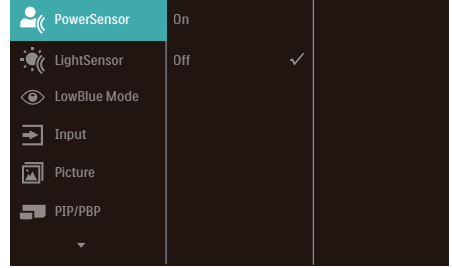 PowerSensor
On
LightSensor
Off
LowBlue Mode
Input
Picture
PIP/PBP